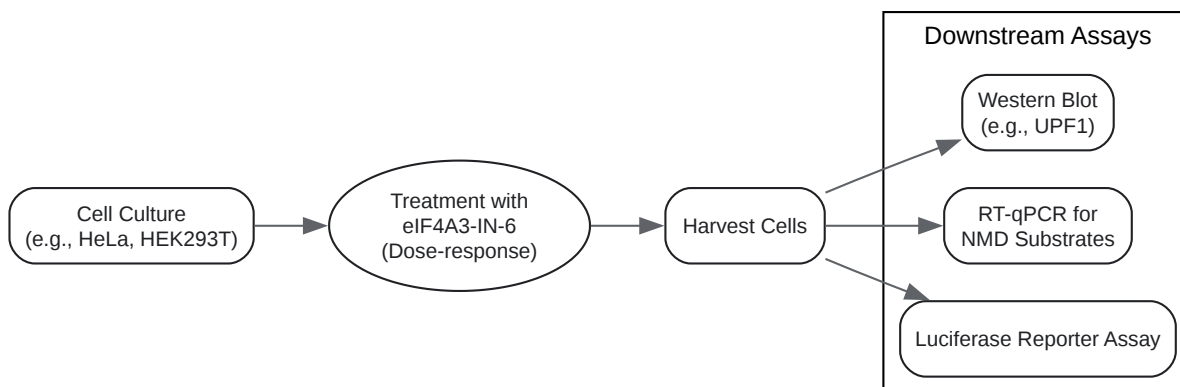 Downstream Assays
Western Blot
(e.g., UPF1)
Cell Culture
(e.g., HeLa, HEK293T)
Treatment with
eIF4A3-IN-6
(Dose-response)
Harvest Cells
RT-qPCR for
NMD Substrates
Luciferase Reporter Assay